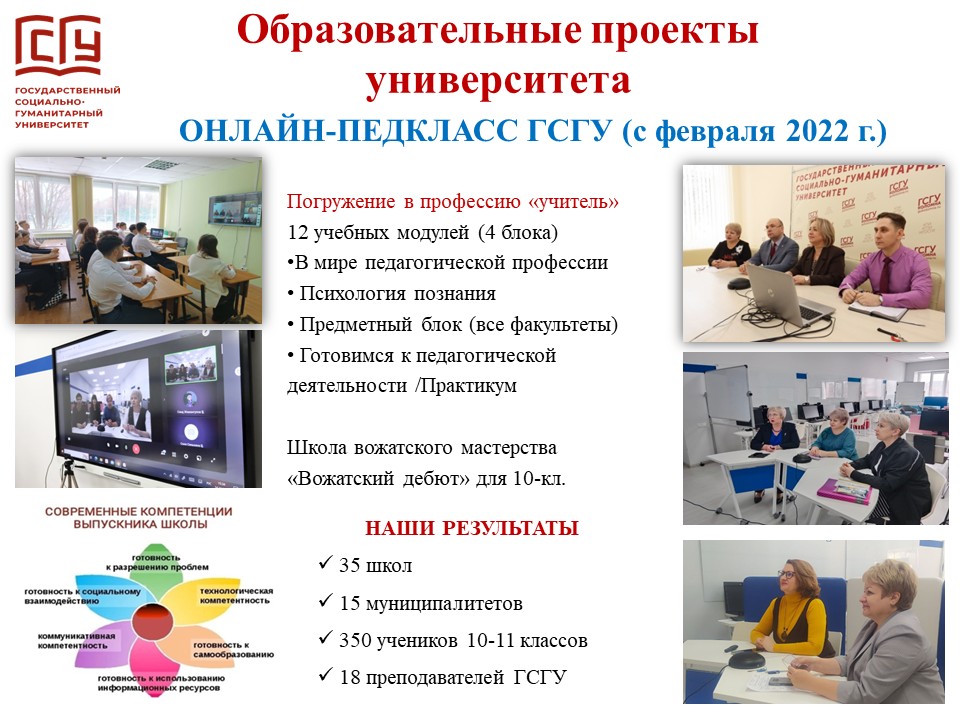 ГСГУ
ГОСУДАРСТВЕННЫЙ
СОЦИАЛЬНО-
ГУМАНИТАРНЫЙ
УНИВЕРСИТЕТ
Образовательные проекты
университета
ОНЛАЙН-ПЕДКЛАСС ГСГУ (с февраля 2022 г.)
Погружение в профессию «учитель»
12 учебных модулей (4 блока)
•В мире педагогической профессии
• Психология познания
• Предметный блок (все факультеты)
• Готовимся к педагогической
деятельности /Практикум
Школа вожатского мастерства
«Вожатский дебют» для 10-кл.
НАШИ РЕЗУЛЬТАТЫ
✓ 35 школ
✓ 15 муниципалитетов
✓ 350 учеников 10-11 классов
✓ 18 преподавателей ГСГУ
СОВРЕМЕННЫЕ КОМПЕТЕНЦИИ
ВЫПУСКНИКА ШКОЛЫ
готовность
к разрешению проблем
готовность к социальному
взаимодействию
технологическая
компетентность
коммуникативная
компетентность
готовность к
самообразованию
готовность к использованию
информационных ресурсов
СОЦИАЛЬНО-ГУМАНИТАРНЫЙ
УНИВЕРСИТЕТ
ГСГУ
ГСГУ